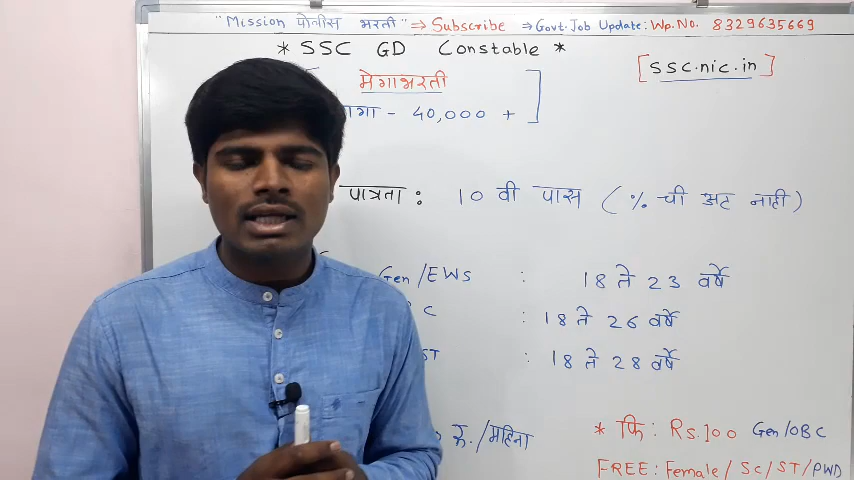 "Mission पोलीस भरती" ⇒ Subscribe ⇒ Govt. Job Update: Wp.No. 8329635669
* SSC GD Constable *
[ssc.nic.in]
मेगाभरती
- 40,000 +
पात्रता : 10 वी पास (% ची अट नाही)
Gen/EWS : 18 ते 23 वर्षे
C : 18 ते 26 वर्षे
ST : 18 ते 28 वर्षे
रु./महिना
* फि : Rs.100 Gen/OBC
FREE : Female/SC/ST/PWD